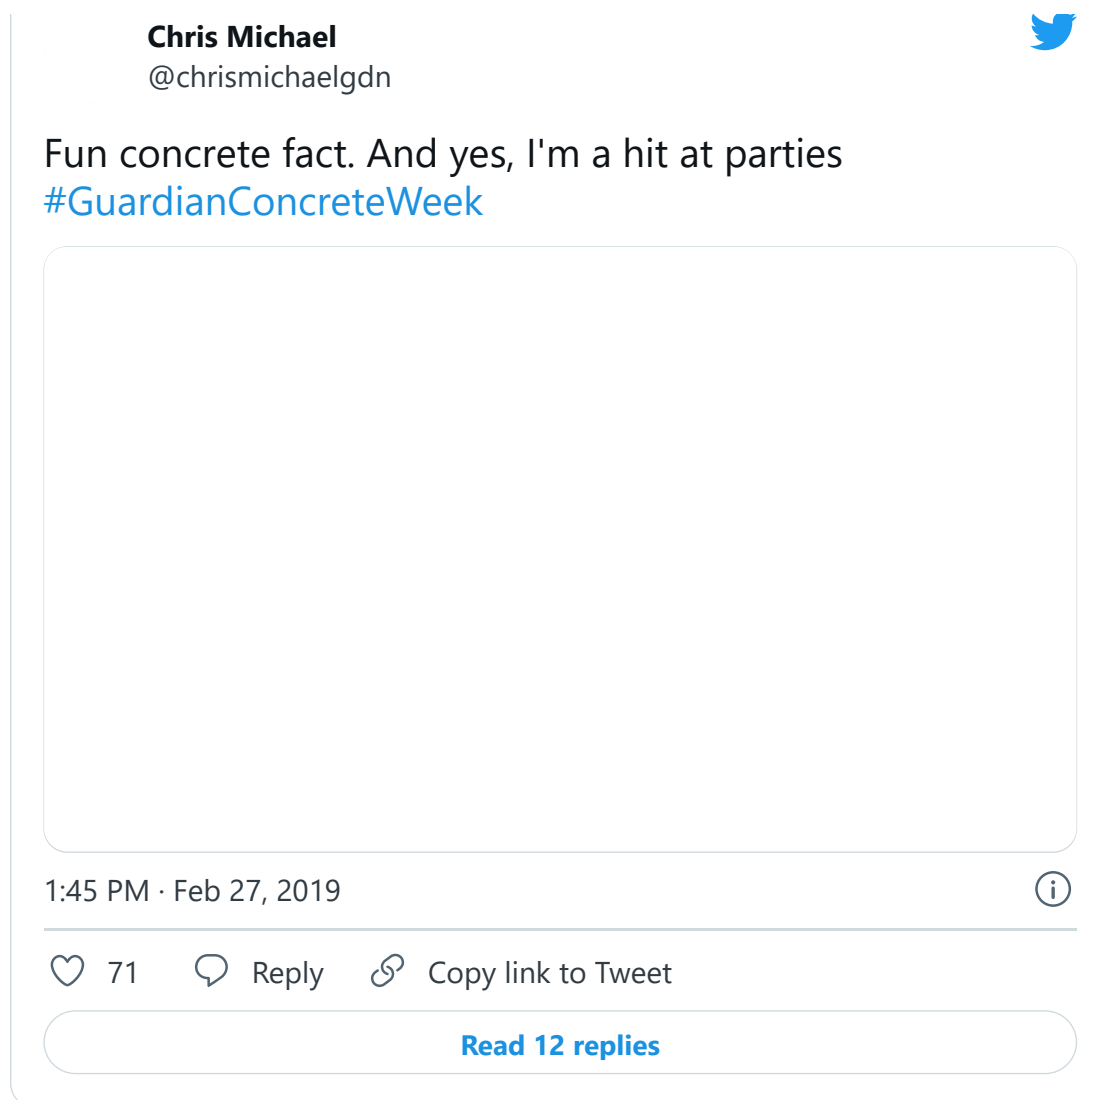 Chris Michael
@chrismichaelgdn
Fun concrete fact. And yes, I'm a hit at parties
#GuardianConcreteWeek
1:45 PM · Feb 27, 2019
71 Reply Copy link to Tweet
Read 12 replies